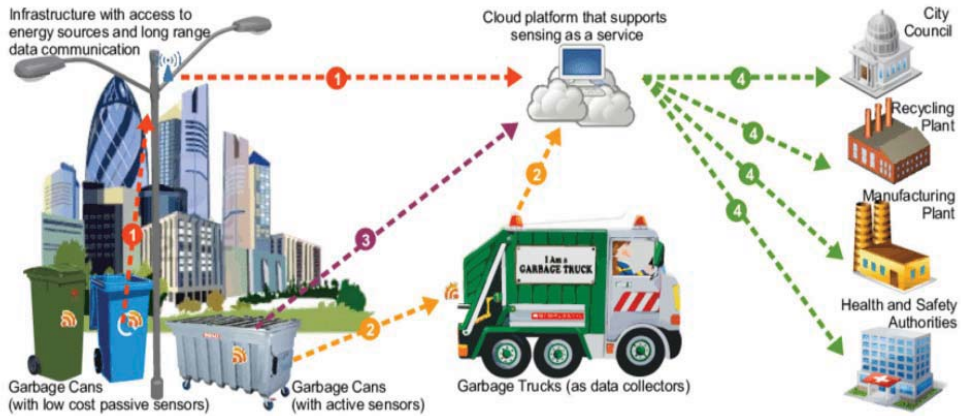 Infrastructure with access to
energy sources and long range
data communication
Cloud platform that supports
sensing as a service
City
Council
1
4
Recycling
Plant
4
2
4
Manufacturing
Plant
4
1
3
I Am a
GARBAGE TRUCK
2
Health and Safety
Authorities
Garbage Cans
(with low cost passive sensors)
Garbage Cans
(with active sensors)
Garbage Trucks (as data collectors)